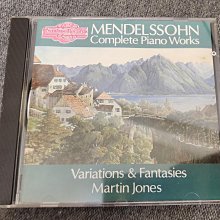 MENDELSSOHN
Complete Piano Works
Variations & Fantasies
Martin Jones